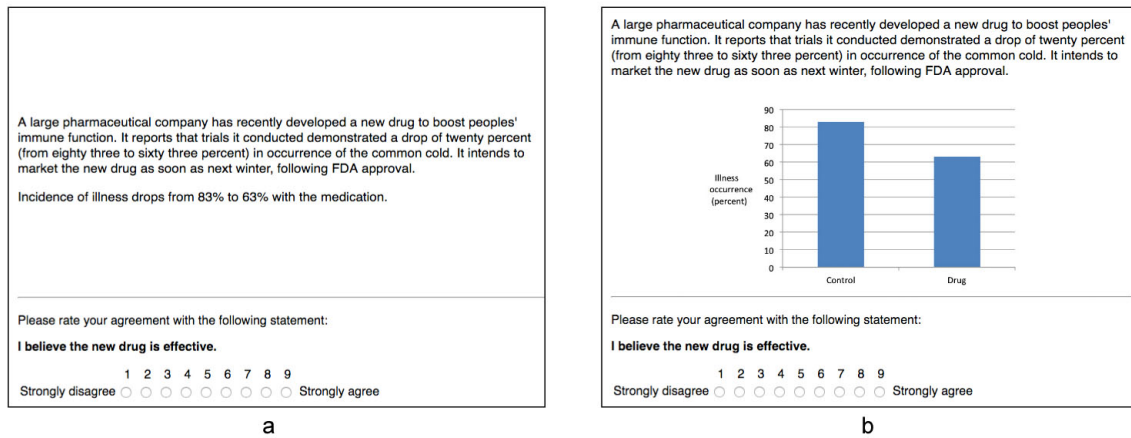 A large pharmaceutical company has recently developed a new drug to boost peoples'
immune function. It reports that trials it conducted demonstrated a drop of twenty percent
(from eighty three to sixty three percent) in occurrence of the common cold. It intends to
market the new drug as soon as next winter, following FDA approval.
Incidence of illness drops from 83% to 63% with the medication.
Please rate your agreement with the following statement:
I believe the new drug is effective.
1 2 3 4 5 6 7 8 9
Strongly disagree Strongly agree
a
A large pharmaceutical company has recently developed a new drug to boost peoples'
immune function. It reports that trials it conducted demonstrated a drop of twenty percent
(from eighty three to sixty three percent) in occurrence of the common cold. It intends to
market the new drug as soon as next winter, following FDA approval.
90
80
70
60
50
40
30
20
10
0
Illness
occurrence
(percent)
Control Drug
Please rate your agreement with the following statement:
I believe the new drug is effective.
1 2 3 4 5 6 7 8 9
Strongly disagree Strongly agree
b